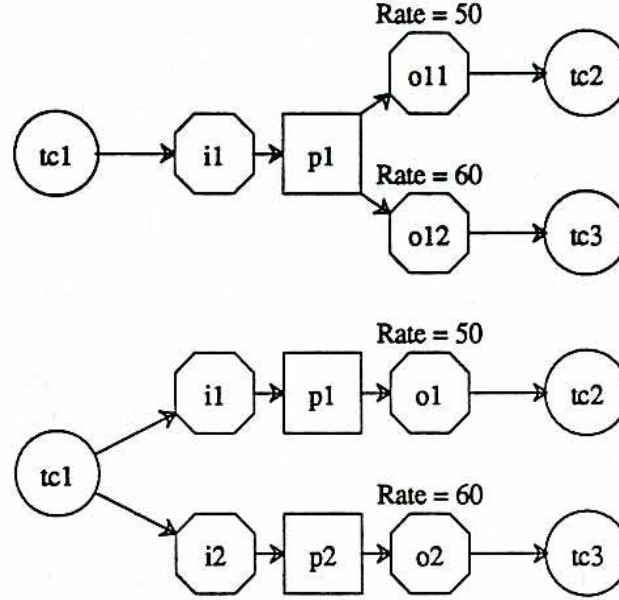 Rate = 50
o11
tc2
tc1
i1
p1
Rate = 60
o12
tc3
Rate = 50
i1
p1
o1
tc2
tc1
Rate = 60
i2
p2
o2
tc3